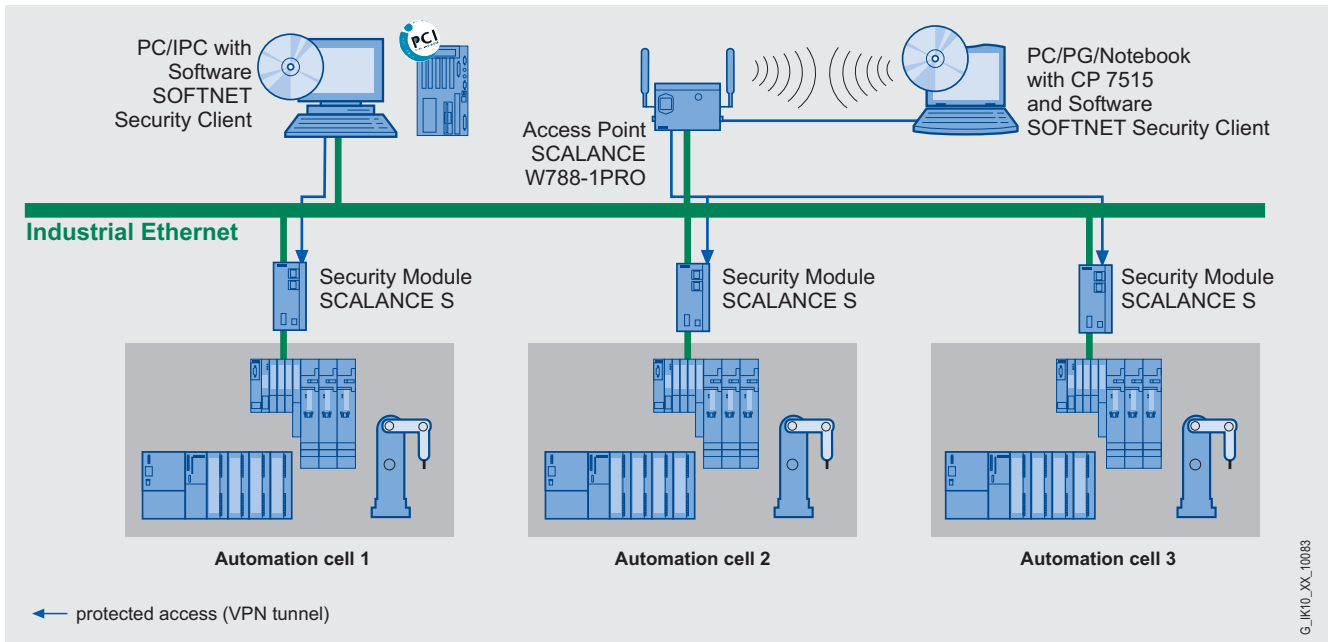 PC/IPC with
Software
SOFTNET
Security Client
PCI
Access Point
SCALANCE
W788-1PRO
PC/PG/Notebook
with CP 7515
and Software
SOFTNET Security Client
Industrial Ethernet
Security Module
SCALANCE S
Security Module
SCALANCE S
Security Module
SCALANCE S
Automation cell 1
Automation cell 2
Automation cell 3
protected access (VPN tunnel)
G_IK10_XX_10083